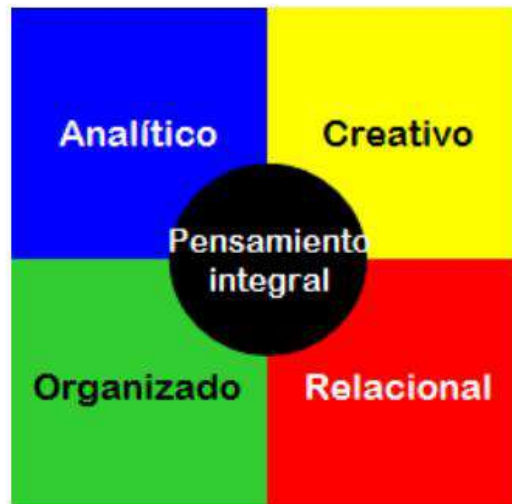 Analítico
Creativo
Pensamiento
integral
Organizado
Relacional